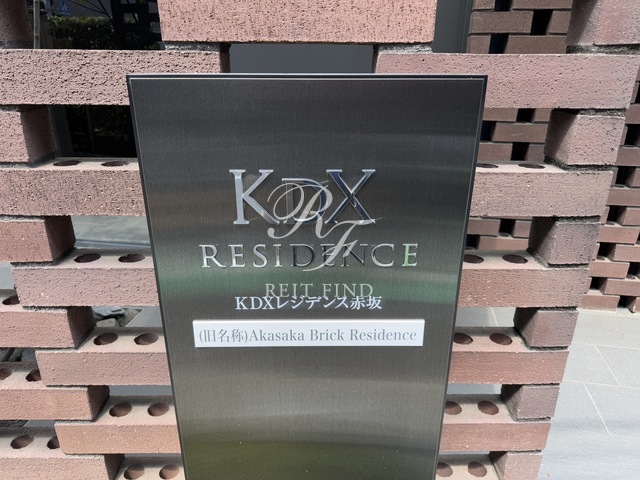 KDX
RESIDENCE
RF
REIT FIND
KDXレジデンス赤坂
(旧名称)Akasaka Brick Residence